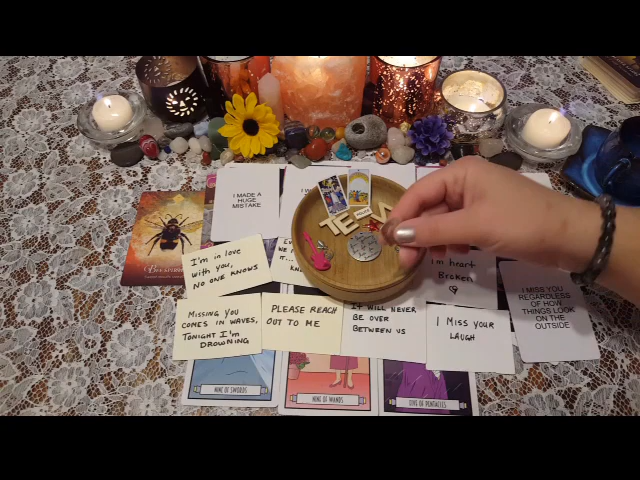 I MADE A
HUGE
MISTAKE
I W
TE
I'm in love
with you,
NO ONE KNOWS
I'm heart
Broken
I MISS YOU
REGARDLESS
OF HOW
THINGS LOOK
ON THE
OUTSIDE
MISSING YOU
COMES IN WAVES,
TONIGHT I'M
DROWNING
PLEASE REACH
OUT TO ME
IT WILL NEVER
BE OVER
BETWEEN US
I MISS YOUR
LAUGH
NINE OF SWORDS
NINE OF WANDS
KING OF PENTACLES